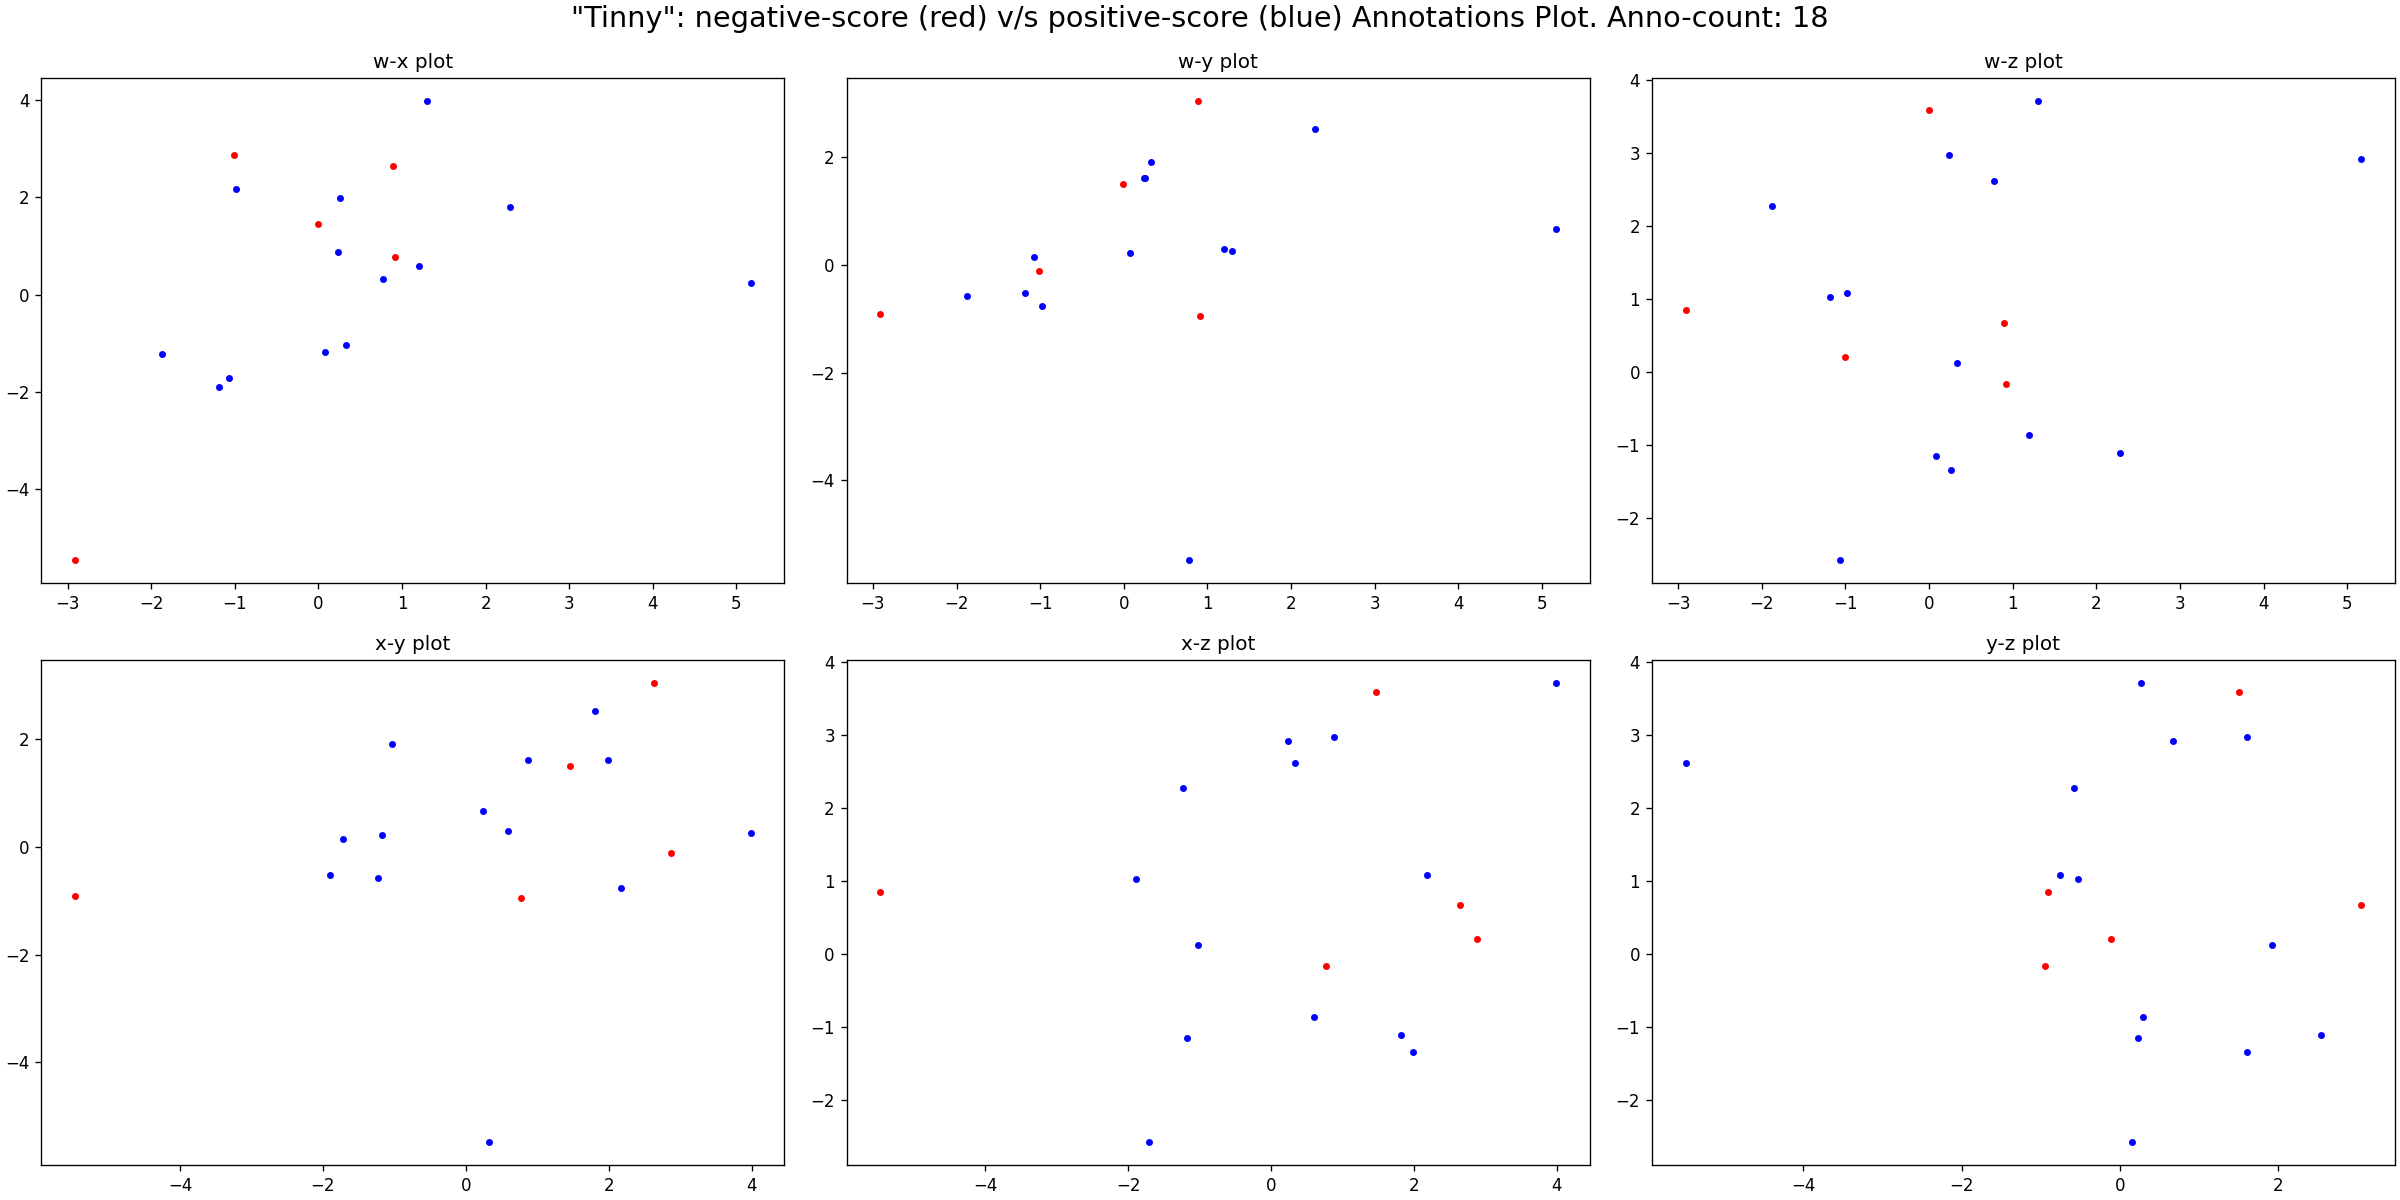 "Tinny": negative-score (red) v/s positive-score (blue) Annotations Plot. Anno-count: 18
w-x plot
4
2
0
−2
−4
−3 −2 −1 0 1 2 3 4 5
w-y plot
2
0
−2
−4
−3 −2 −1 0 1 2 3 4 5
w-z plot
4
3
2
1
0
−1
−2
−3 −2 −1 0 1 2 3 4 5
x-y plot
2
0
−2
−4
−4 −2 0 2 4
x-z plot
4
3
2
1
0
−1
−2
−4 −2 0 2 4
y-z plot
4
3
2
1
0
−1
−2
−4 −2 0 2